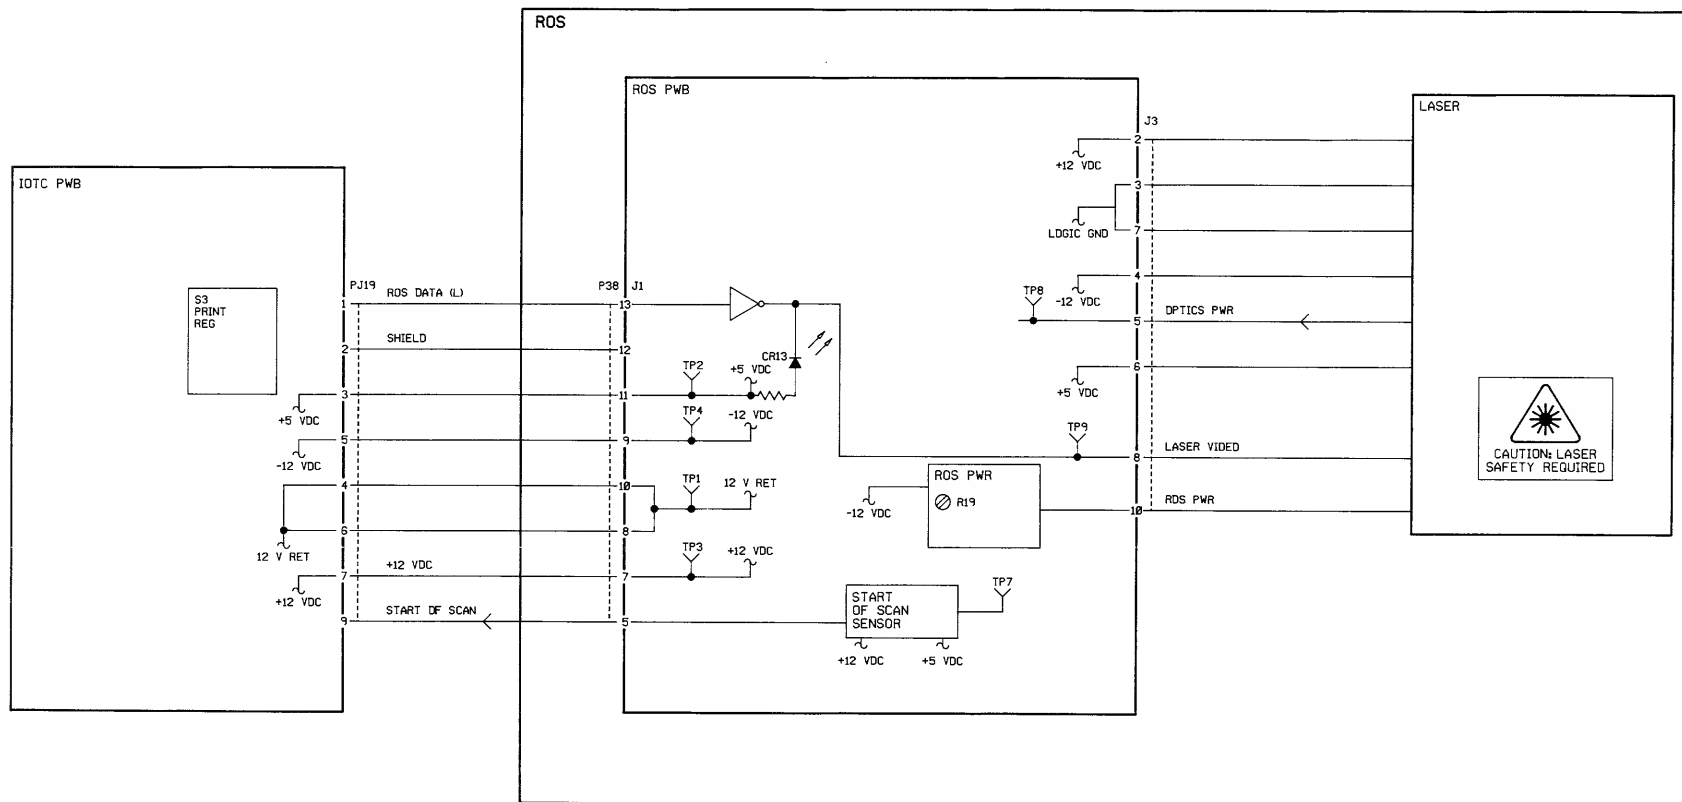 ROS
ROS PWB
LASER
IOTC PWB
J3
2
+12 VDC
3
LOGIC GND
7
4
-12 VDC
TP8
5
OPTICS PWR
6
+5 VDC
TP9
8
LASER VIDEO
ROS PWR
R19
-12 VDC
10
ROS PWR
CAUTION: LASER
SAFETY REQUIRED
S3
PRINT
REG
PJ19
P38
J1
1
ROS DATA (L)
13
2
SHIELD
12
CR13
3
+5 VDC
11
TP2
+5 VDC
5
-12 VDC
9
TP4
-12 VDC
4
10
TP1
12 V RET
6
12 V RET
8
7
+12 VDC
+12 VDC
7
TP3
+12 VDC
9
START OF SCAN
5
START
OF SCAN
SENSOR
TP7
+12 VDC
+5 VDC